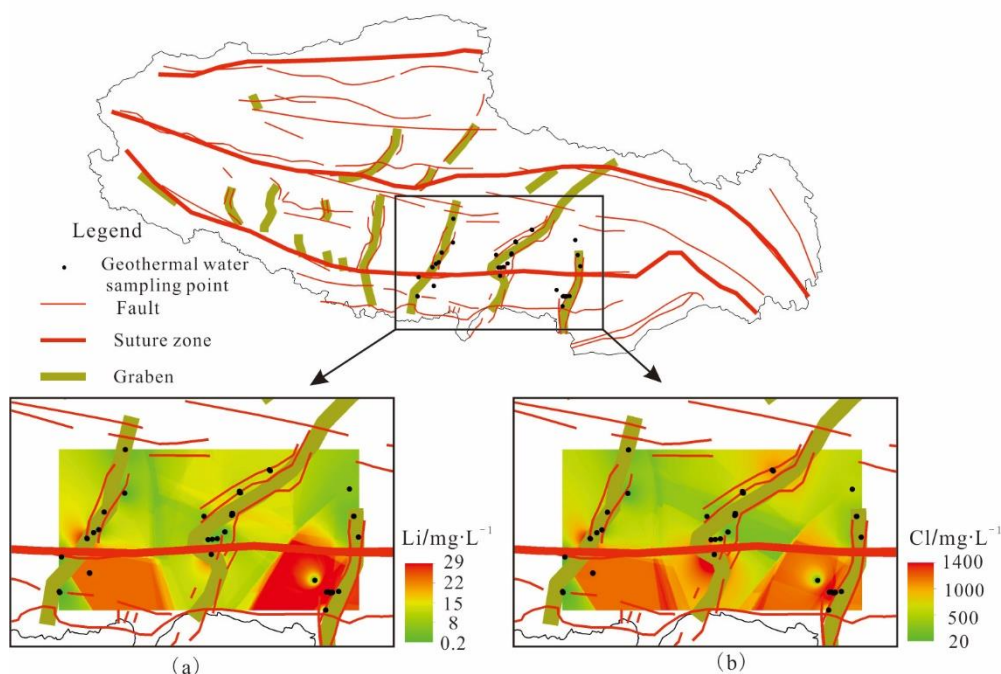 Legend
Geothermal water
sampling point
Fault
Suture zone
Graben
Li/mg·L⁻¹
29
22
15
8
0.2
(a)
Cl/mg·L⁻¹
1400
1000
500
20
(b)